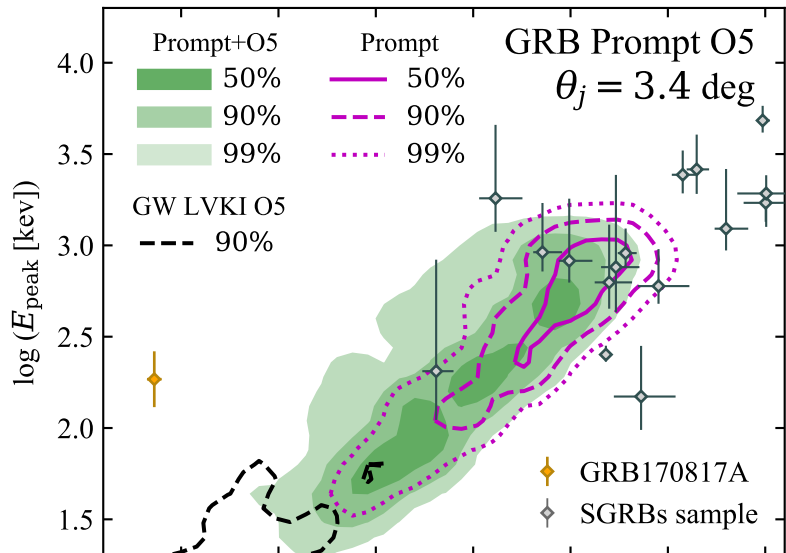 Prompt+O5 Prompt GRB Prompt O5
50% 50% θj = 3.4 deg
90% 90%
99% 99%
GW LVKI O5
90%
log (Epeak [kev])
4.0
3.5
3.0
2.5
2.0
1.5
GRB170817A
SGRBs sample